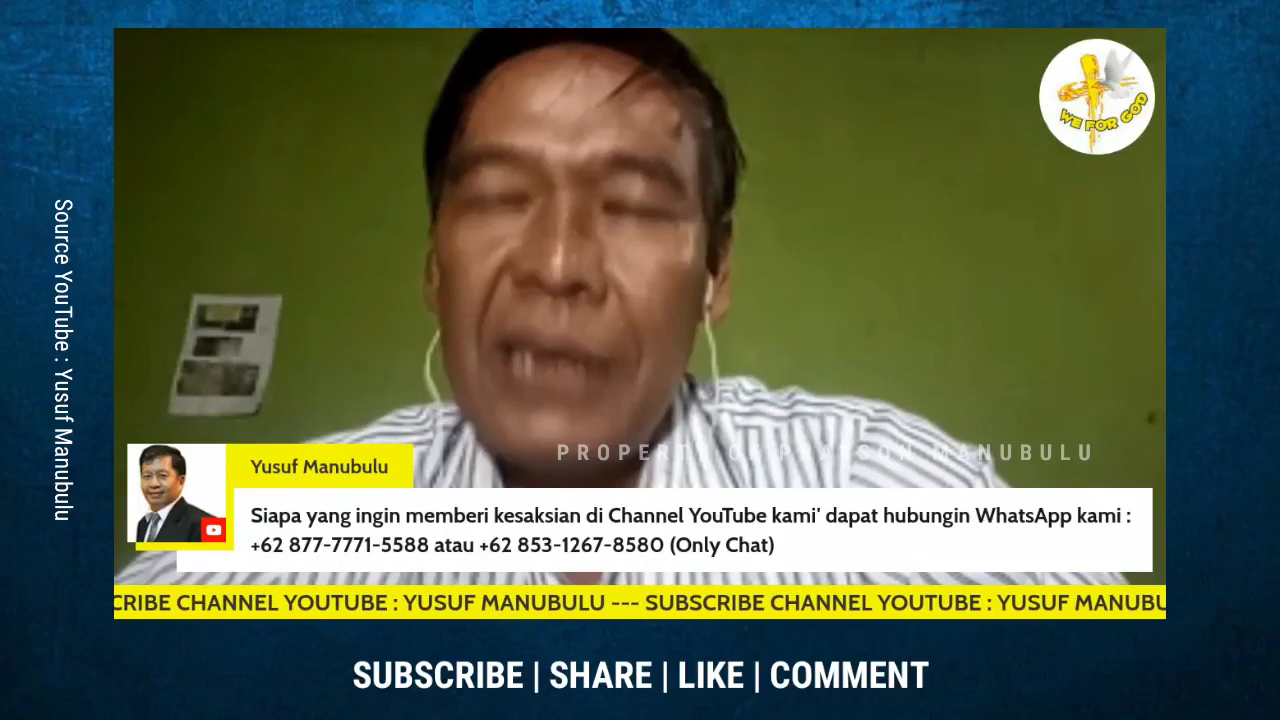 WE FOR GOD
Source YouTube : Yusuf Manubulu
Yusuf Manubulu
Siapa yang ingin memberi kesaksian di Channel YouTube kami' dapat hubungin WhatsApp kami :
+62 877-7771-5588 atau +62 853-1267-8580 (Only Chat)
CRIBE CHANNEL YOUTUBE : YUSUF MANUBULU --- SUBSCRIBE CHANNEL YOUTUBE : YUSUF MANUBU
SUBSCRIBE | SHARE | LIKE | COMMENT